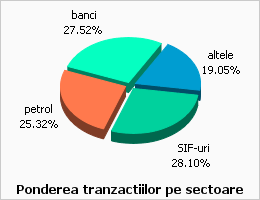 banci
27.52%
altele
19.05%
petrol
25.32%
SIF-uri
28.10%
Ponderea tranzactiilor pe sectoare